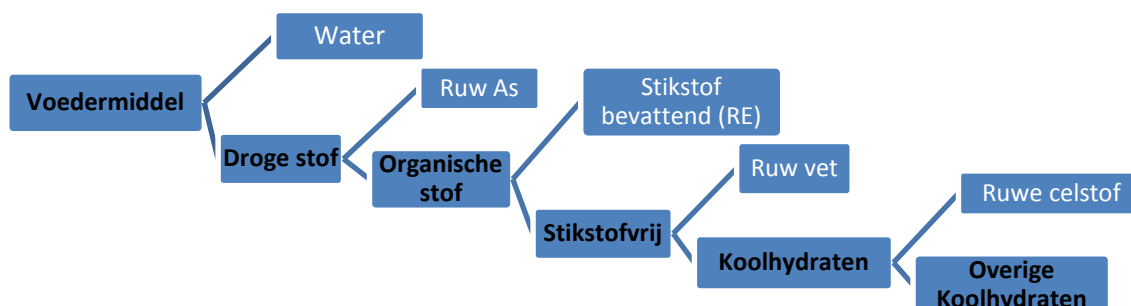 Water
Voedermiddel
Ruw As
Stikstof
bevattend (RE)
Droge stof
Organische
stof
Ruw vet
Stikstofvrij
Ruwe celstof
Koolhydraten
Overige
Koolhydraten